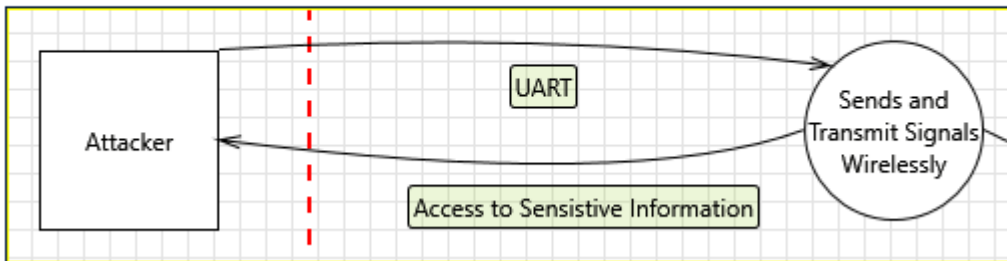 UART
Attacker
Sends and
Transmit Signals
Wirelessly
Access to Sensistive Information